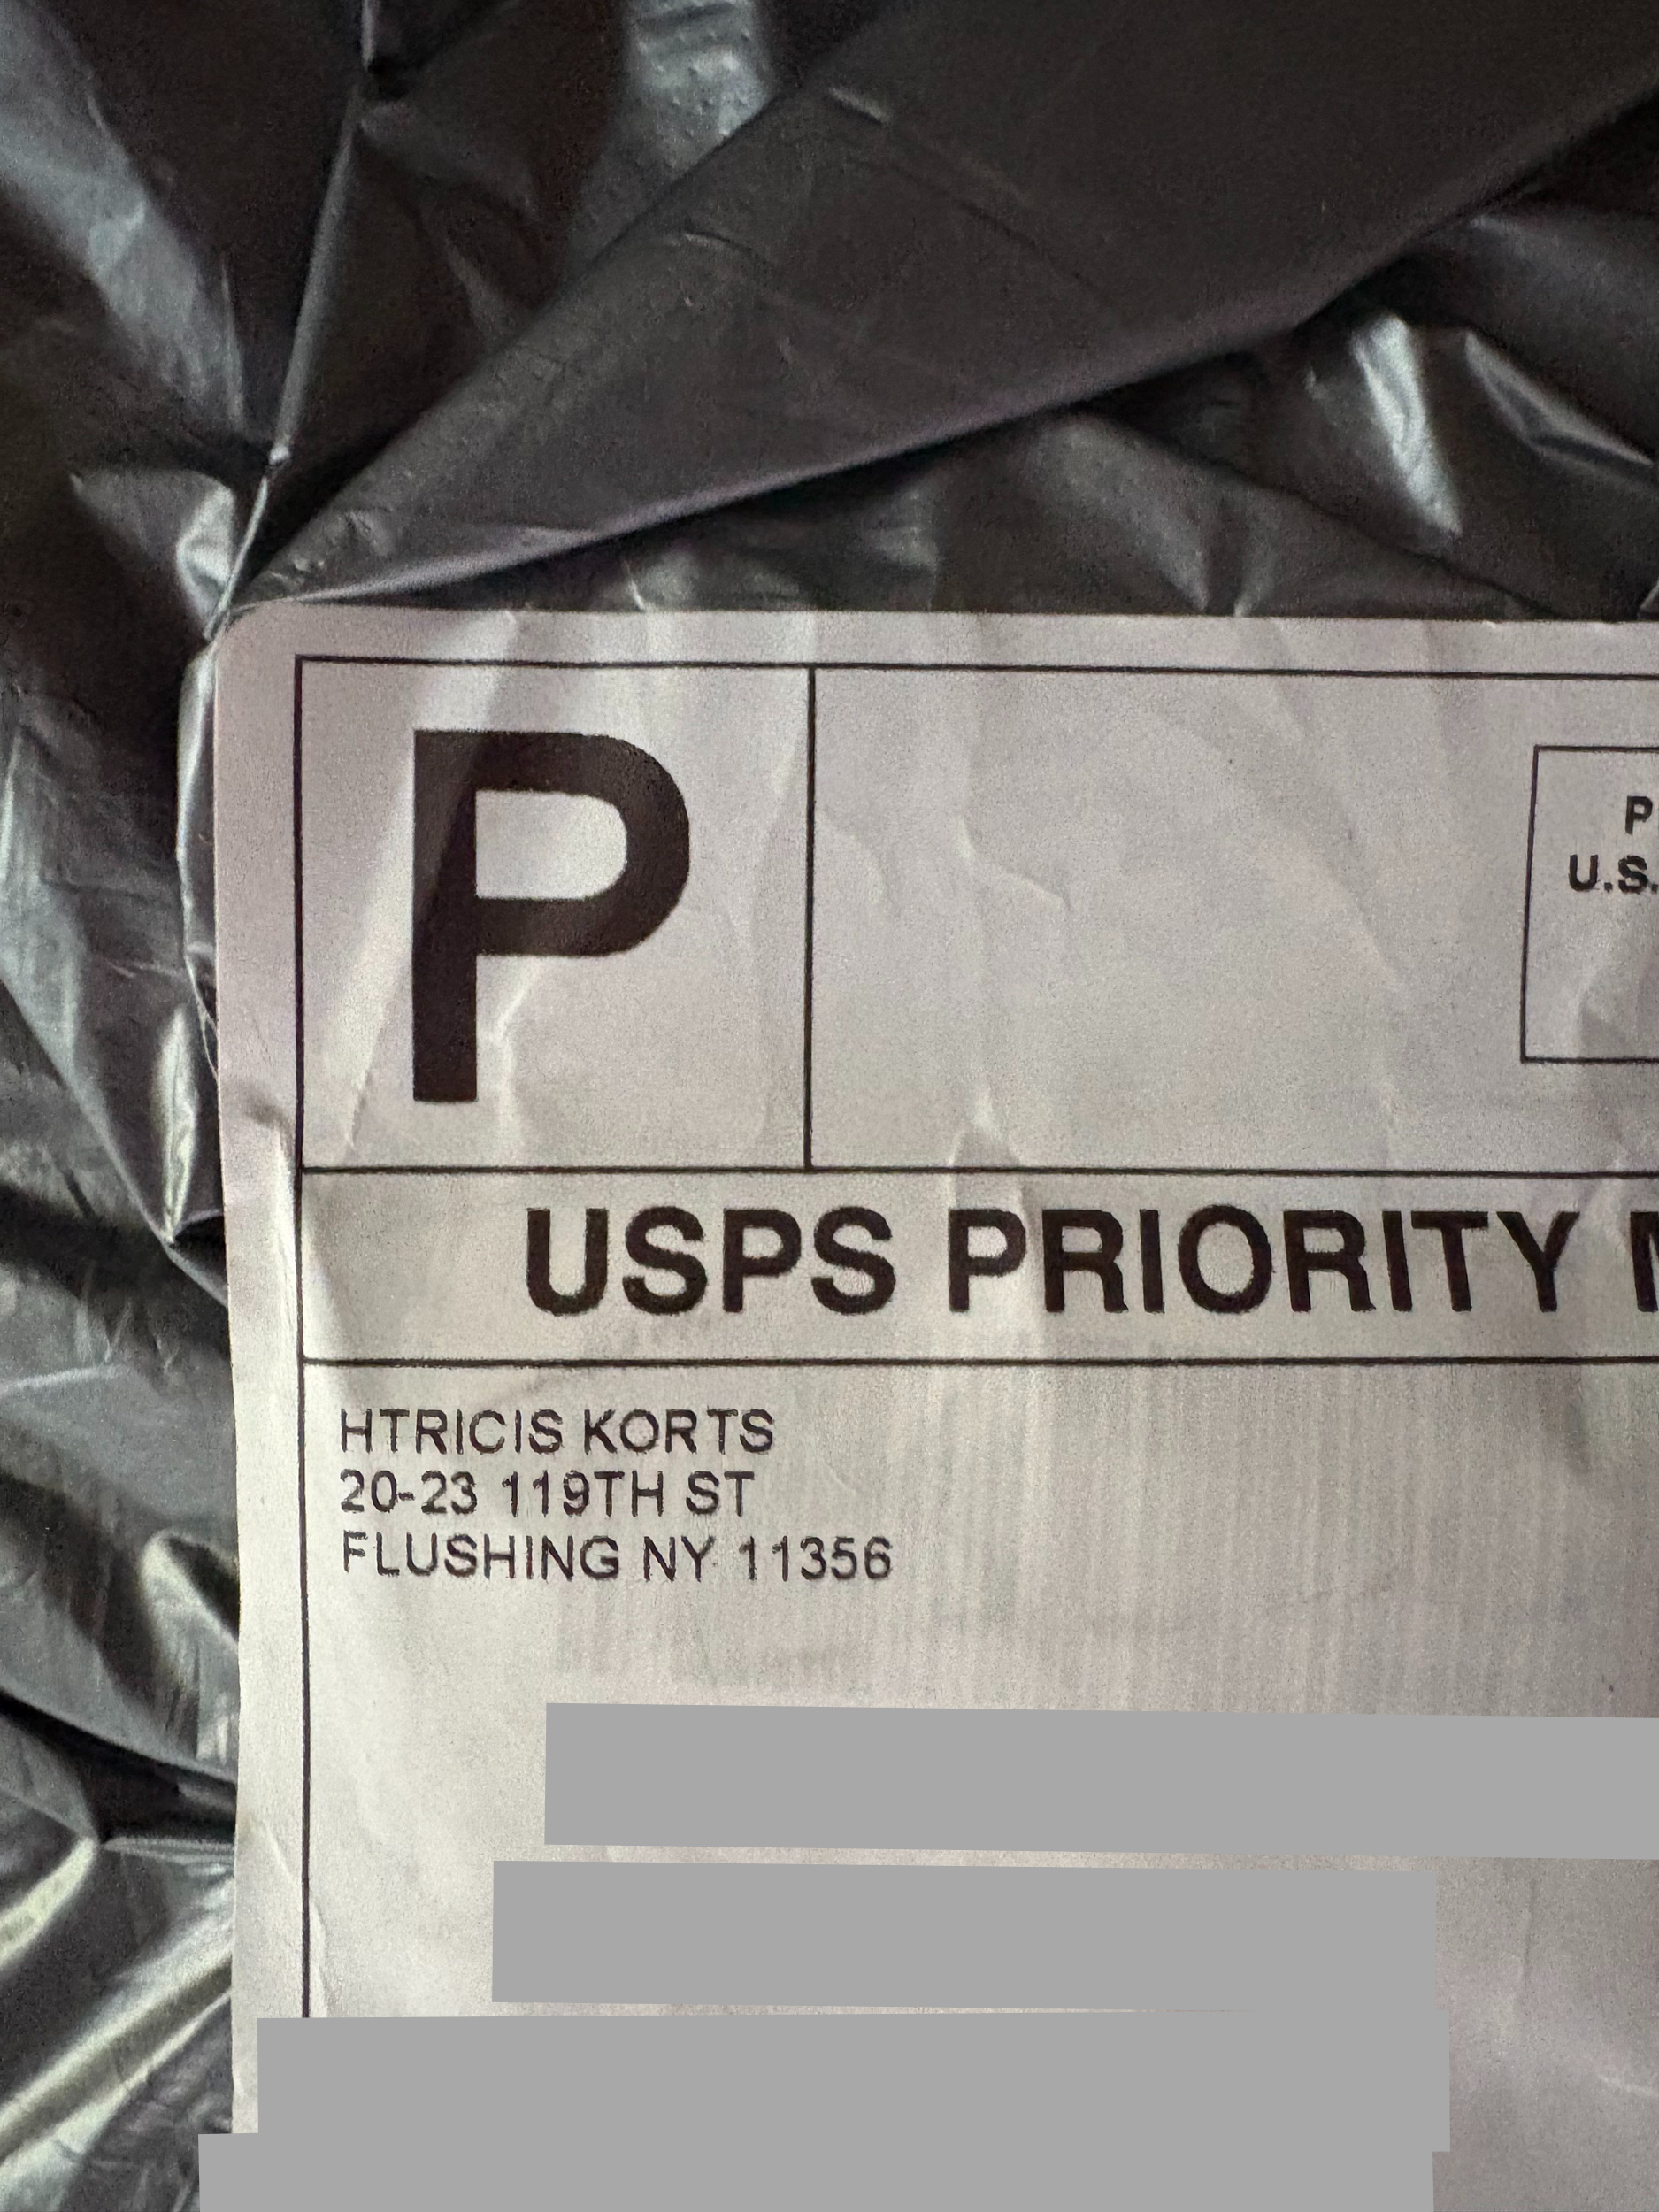 P
P
U.S.
USPS PRIORITY
HTRICIS KORTS
20-23 119TH ST
FLUSHING NY 11356